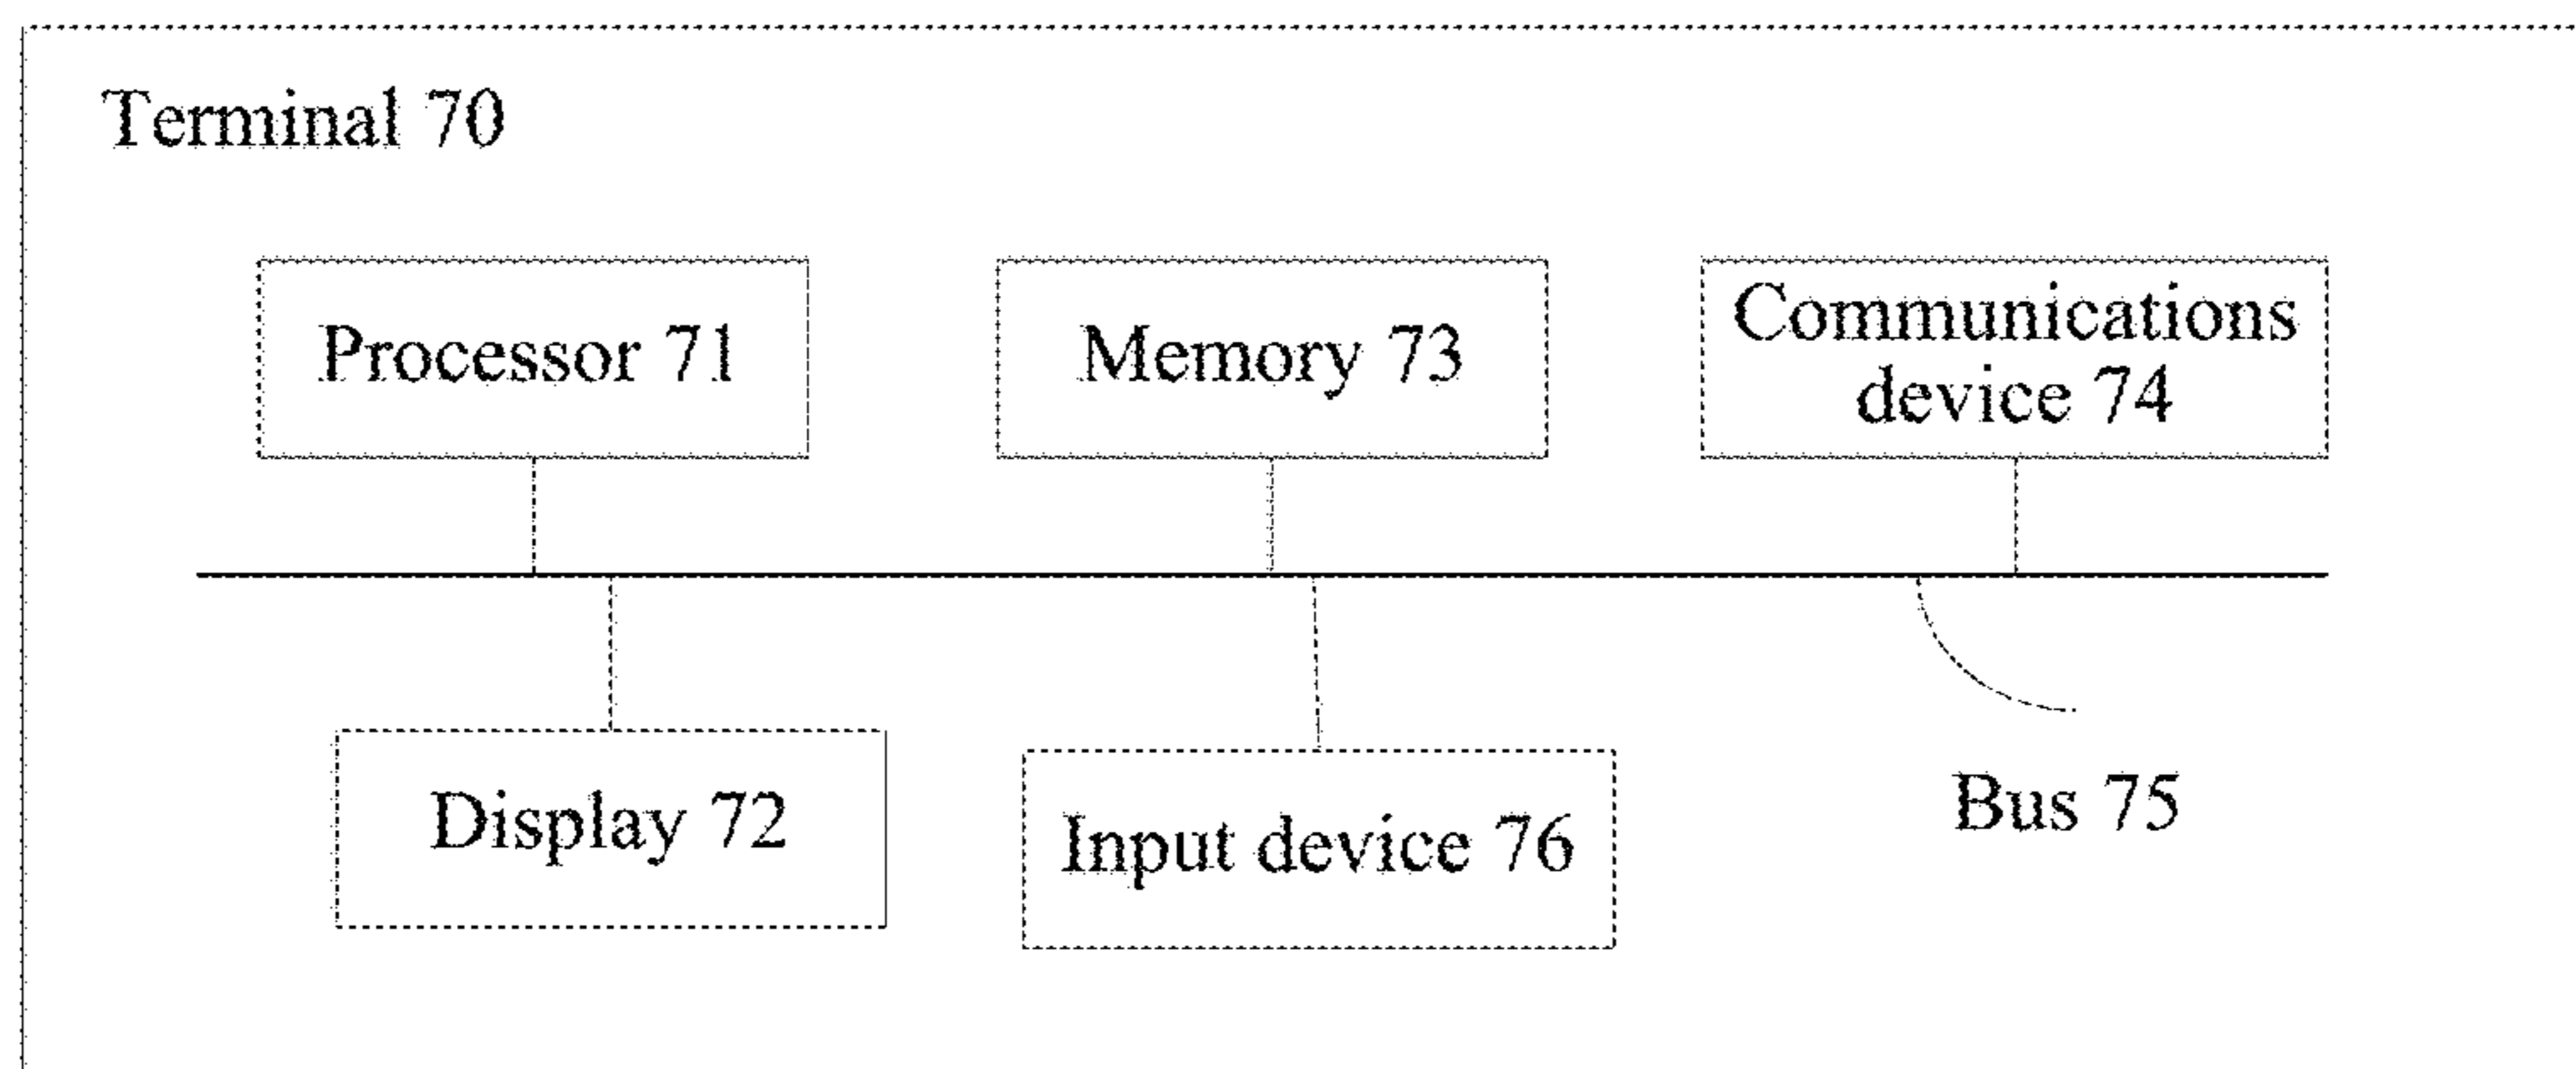 Terminal 70
Processor 71
Memory 73
Communications
device 74
Display 72
Input device 76
Bus 75